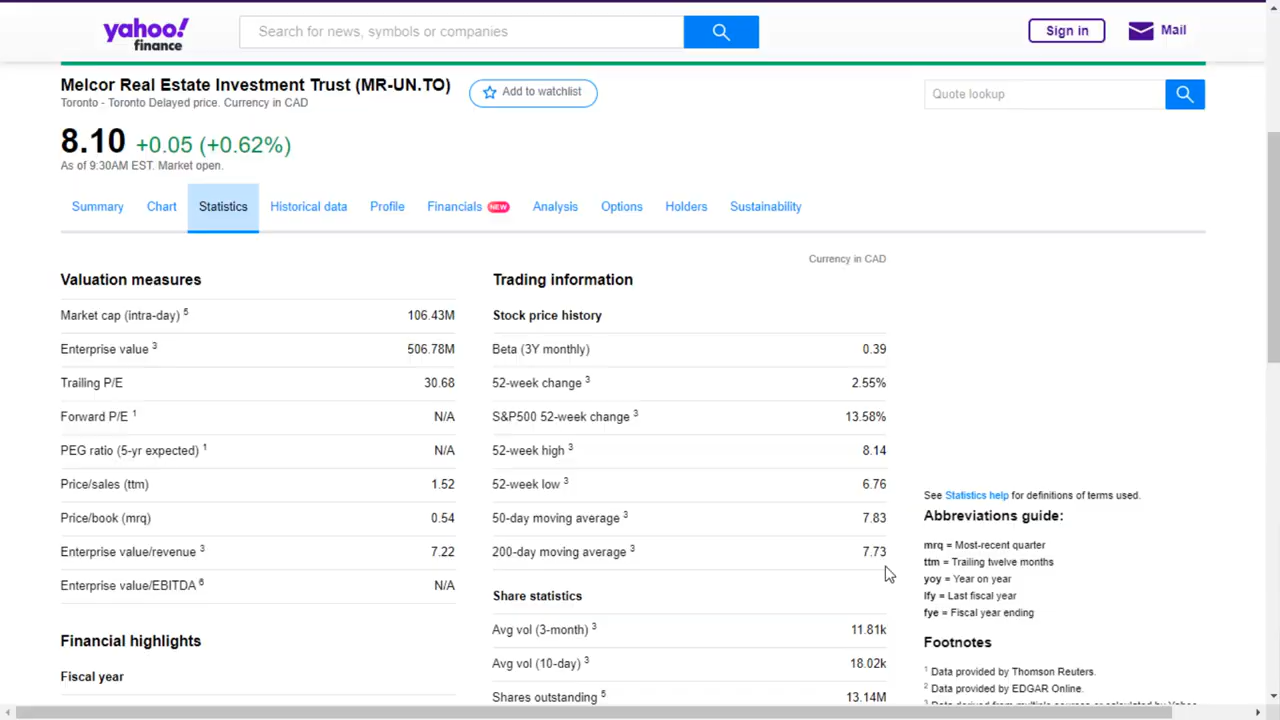 yahoo!
finance
Search for news, symbols or companies
Sign in
Mail
Melcor Real Estate Investment Trust (MR-UN.TO)
Add to watchlist
Quote lookup
Toronto - Toronto Delayed price. Currency in CAD
8.10 +0.05 (+0.62%)
As of 9:30AM EST. Market open.
Summary Chart Statistics Historical data Profile Financials NEW Analysis Options Holders Sustainability
Currency in CAD
Valuation measures
Market cap (intra-day) 5 106.43M
Enterprise value 3 506.78M
Trailing P/E 30.68
Forward P/E 1 N/A
PEG ratio (5-yr expected) 1 N/A
Price/sales (ttm) 1.52
Price/book (mrq) 0.54
Enterprise value/revenue 3 7.22
Enterprise value/EBITDA 6 N/A
Financial highlights
Fiscal year
Trading information
Stock price history
Beta (3Y monthly) 0.39
52-week change 3 2.55%
S&P500 52-week change 3 13.58%
52-week high 3 8.14
52-week low 3 6.76
50-day moving average 3 7.83
200-day moving average 3 7.73
Share statistics
Avg vol (3-month) 3 11.81k
Avg vol (10-day) 3 18.02k
Shares outstanding 5 13.14M
See Statistics help for definitions of terms used.
Abbreviations guide:
mrq = Most-recent quarter
ttm = Trailing twelve months
yoy = Year on year
lfy = Last fiscal year
fye = Fiscal year ending
Footnotes
1 Data provided by Thomson Reuters.
2 Data provided by EDGAR Online.
3 Data derived from multiple sources or calculated by Yahoo